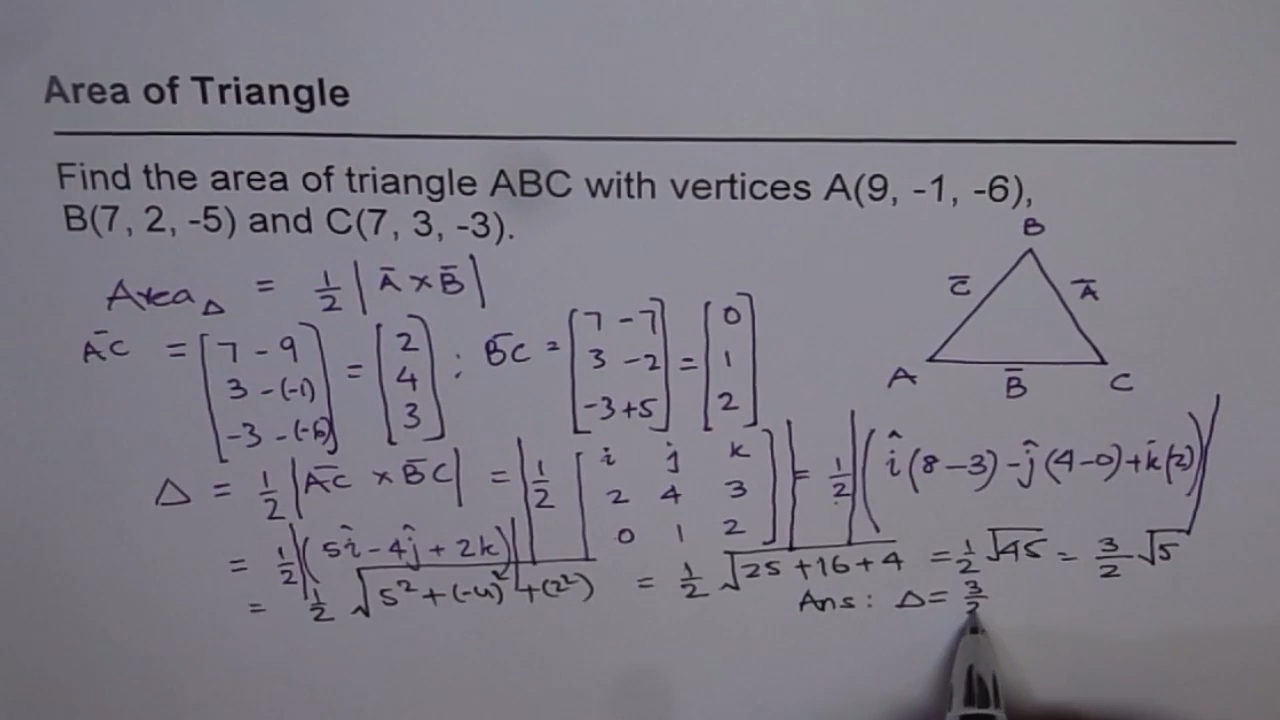 Area of Triangle
Find the area of triangle ABC with vertices A(9, -1, -6),
B(7, 2, -5) and C(7, 3, -3).
B
C̅ A̅
A B̅ C
Area△ = 1/2 | A̅ × B̅ |
A̅C̅ = [7 - 9 3 - (-1) -3 - (-6)] = [2 4 3] ; B̅C̅ = [7 - 7 3 - 2 -3 + 5] = [0 1 2]
△ = 1/2 |A̅C̅ × B̅C̅| = | 1/2 [i j k 2 4 3 0 1 2] | = 1/2 |( î (8 - 3) - ĵ (4 - 0) + k̂ (2) )|
= 1/2 |( 5î - 4ĵ + 2k )|
= 1/2 √5² + (-4)² + (2²) = 1/2 √25 + 16 + 4 = 1/2 √45 = 3/2 √5
Ans : △ = 3/2